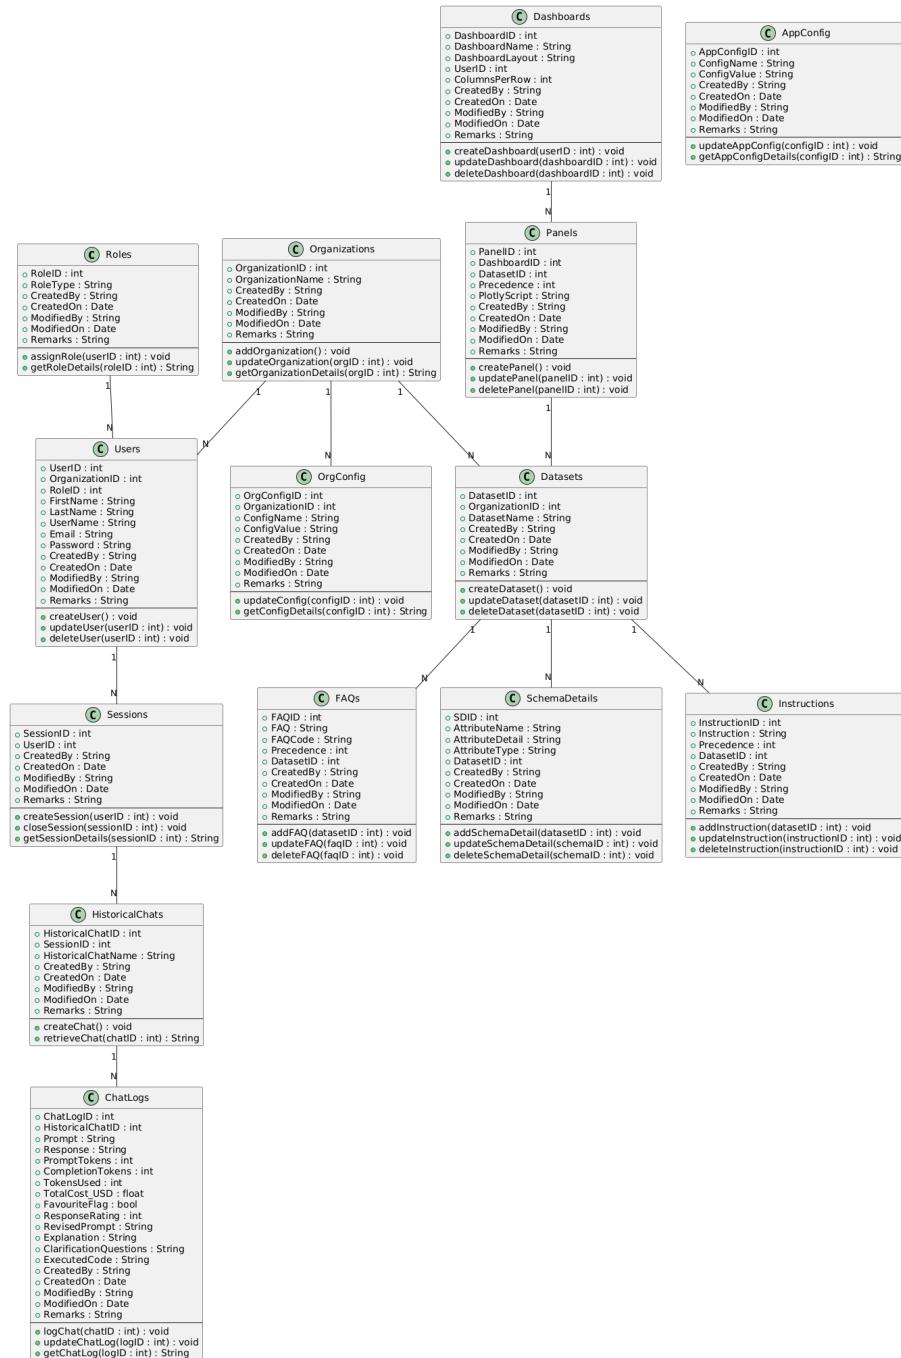 C Dashboards
DashboardID : int
DashboardName : String
DashboardLayout : String
UserID : int
ColumnsPerRow : int
CreatedBy : String
CreatedOn : Date
ModifiedBy : String
ModifiedOn : Date
Remarks : String
createDashboard(userID : int) : void
updateDashboard(dashboardID : int) : void
deleteDashboard(dashboardID : int) : void
C AppConfig
AppConfigID : int
ConfigName : String
ConfigValue : String
CreatedBy : String
CreatedOn : Date
ModifiedBy : String
ModifiedOn : Date
Remarks : String
updateAppConfig(configID : int) : void
getAppConfigDetails(configID : int) : String
1
N
C Roles
RoleID : int
RoleType : String
CreatedBy : String
CreatedOn : Date
ModifiedBy : String
ModifiedOn : Date
Remarks : String
assignRole(userID : int) : void
getRoleDetails(roleID : int) : String
C Organizations
OrganizationID : int
OrganizationName : String
CreatedBy : String
CreatedOn : Date
ModifiedBy : String
ModifiedOn : Date
Remarks : String
addOrganization() : void
updateOrganization(orgID : int) : void
getOrganizationDetails(orgID : int) : String
C Panels
PanelID : int
DashboardID : int
DatasetID : int
Precedence : int
PlotlyScript : String
CreatedBy : String
CreatedOn : Date
ModifiedBy : String
ModifiedOn : Date
Remarks : String
createPanel() : void
updatePanel(panelID : int) : void
deletePanel(panelID : int) : void
1
1
1
1
1
N
N
N
N
N
C Users
UserID : int
OrganizationID : int
RoleID : int
FirstName : String
LastName : String
UserName : String
Email : String
Password : String
CreatedBy : String
CreatedOn : Date
ModifiedBy : String
ModifiedOn : Date
Remarks : String
createUser() : void
updateUser(userID : int) : void
deleteUser(userID : int) : void
C OrgConfig
OrgConfigID : int
OrganizationID : int
ConfigName : String
ConfigValue : String
CreatedBy : String
CreatedOn : Date
ModifiedBy : String
ModifiedOn : Date
Remarks : String
updateConfig(configID : int) : void
getConfigDetails(configID : int) : String
C Datasets
DatasetID : int
OrganizationID : int
DatasetName : String
CreatedBy : String
CreatedOn : Date
ModifiedBy : String
ModifiedOn : Date
Remarks : String
createDataset() : void
updateDataset(datasetID : int) : void
deleteDataset(datasetID : int) : void
1
1
1
1
N
N
N
N
C Sessions
SessionID : int
UserID : int
CreatedBy : String
CreatedOn : Date
ModifiedBy : String
ModifiedOn : Date
Remarks : String
createSession(userID : int) : void
closeSession(sessionID : int) : void
getSessionDetails(sessionID : int) : String
C FAQs
FAQID : int
FAQ : String
FAQCode : String
Precedence : int
DatasetID : int
CreatedBy : String
CreatedOn : Date
ModifiedBy : String
ModifiedOn : Date
Remarks : String
addFAQ(datasetID : int) : void
updateFAQ(faqID : int) : void
deleteFAQ(faqID : int) : void
C SchemaDetails
SDID : int
AttributeName : String
AttributeDetail : String
AttributeType : String
DatasetID : int
CreatedBy : String
CreatedOn : Date
ModifiedBy : String
ModifiedOn : Date
Remarks : String
addSchemaDetail(datasetID : int) : void
updateSchemaDetail(schemaID : int) : void
deleteSchemaDetail(schemaID : int) : void
C Instructions
InstructionID : int
Instruction : String
Precedence : int
DatasetID : int
CreatedBy : String
CreatedOn : Date
ModifiedBy : String
ModifiedOn : Date
Remarks : String
addInstruction(datasetID : int) : void
updateInstruction(instructionID : int) : void
deleteInstruction(instructionID : int) : void
1
N
C HistoricalChats
HistoricalChatID : int
SessionID : int
HistoricalChatName : String
CreatedBy : String
CreatedOn : Date
ModifiedBy : String
ModifiedOn : Date
Remarks : String
createChat() : void
retrieveChat(chatID : int) : String
1
N
C ChatLogs
ChatLogID : int
HistoricalChatID : int
Prompt : String
Response : String
PromptTokens : int
CompletionTokens : int
TokensUsed : int
TotalCost_USD : float
FavouriteFlag : bool
ResponseRating : int
RevisedPrompt : String
Explanation : String
ClarificationQuestions : String
ExecutedCode : String
CreatedBy : String
CreatedOn : Date
ModifiedBy : String
ModifiedOn : Date
Remarks : String
logChat(chatID : int) : void
updateChatLog(logID : int) : void
getChatLog(logID : int) : String